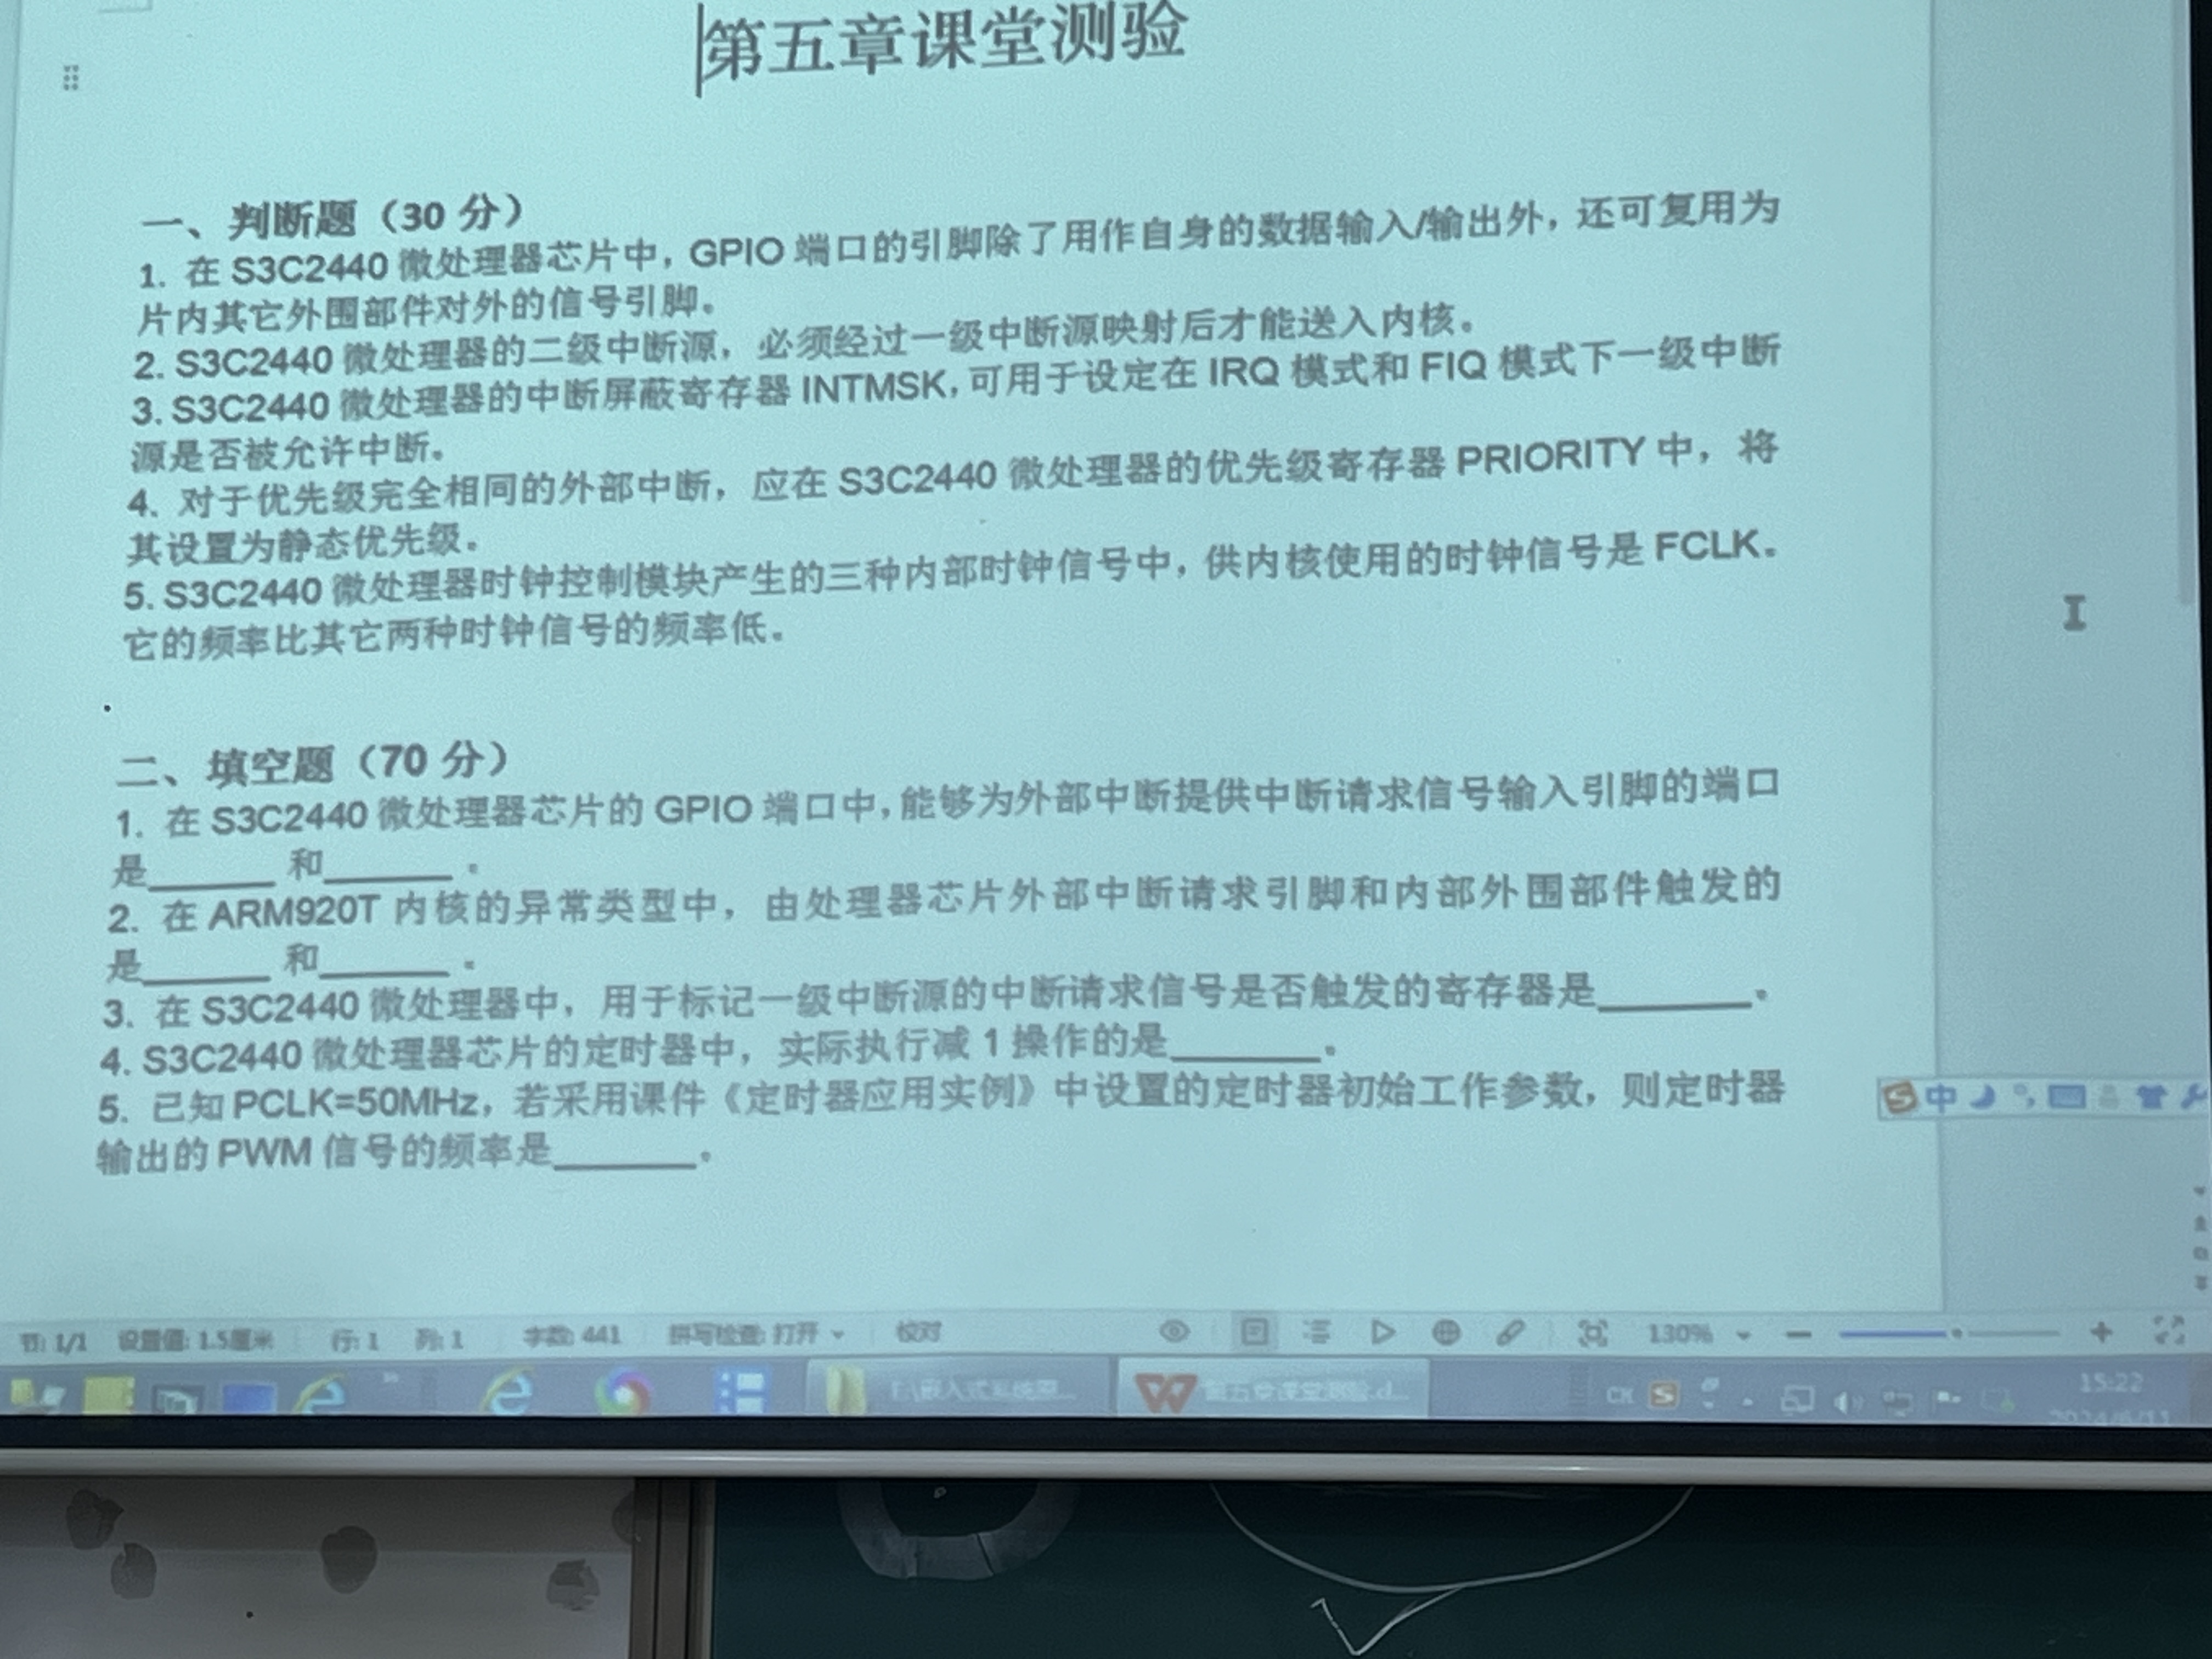 第五章课堂测验
一、判断题（30 分）
1. 在 S3C2440 微处理器芯片中，GPIO 端口的引脚除了用作自身的数据输入/输出外，还可复用为
片内其它外围部件对外的信号引脚。
2. S3C2440 微处理器的二级中断源，必须经过一级中断源映射后才能送入内核。
3. S3C2440 微处理器的中断屏蔽寄存器 INTMSK，可用于设定在 IRQ 模式和 FIQ 模式下一级中断
源是否被允许中断。
4. 对于优先级完全相同的外部中断，应在 S3C2440 微处理器的优先级寄存器 PRIORITY 中，将
其设置为静态优先级。
5. S3C2440 微处理器时钟控制模块产生的三种内部时钟信号中，供内核使用的时钟信号是 FCLK。
它的频率比其它两种时钟信号的频率低。
二、填空题（70 分）
1. 在 S3C2440 微处理器芯片的 GPIO 端口中，能够为外部中断提供中断请求信号输入引脚的端口
是______ 和______ 。
2. 在 ARM920T 内核的异常类型中，由处理器芯片外部中断请求引脚和内部外围部件触发的
是______ 和______ 。
3. 在 S3C2440 微处理器中，用于标记一级中断源的中断请求信号是否触发的寄存器是_______。
4. S3C2440 微处理器芯片的定时器中，实际执行减 1 操作的是_______。
5. 已知 PCLK=50MHz，若采用课件《定时器应用实例》中设置的定时器初始工作参数，则定时器
输出的 PWM 信号的频率是_______。
中
节: 1/1 设置值: 1.5厘米 行: 1 列: 1 字数: 441 拼写检查: 打开 校对 130%
第五章课堂测验.d... CH 15:22